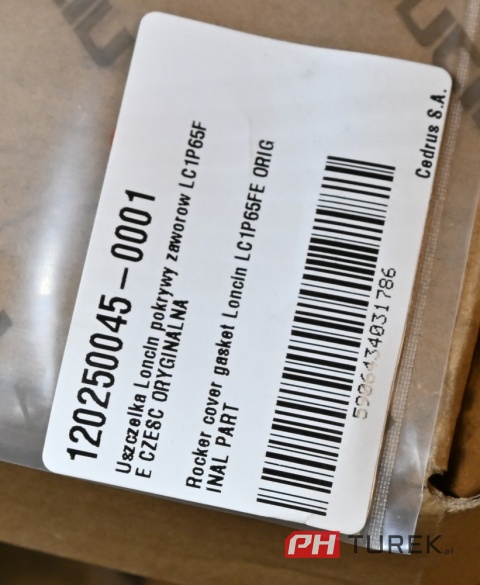 120250045-0001
Uszczelka Loncin pokrywy zaworow LC1P65F
E CZESC ORYGINALNA
Rocker cover gasket Loncin LC1P65FE ORIG
INAL PART
5906434031786
Cedrus S.A.
PH TUREK.pl